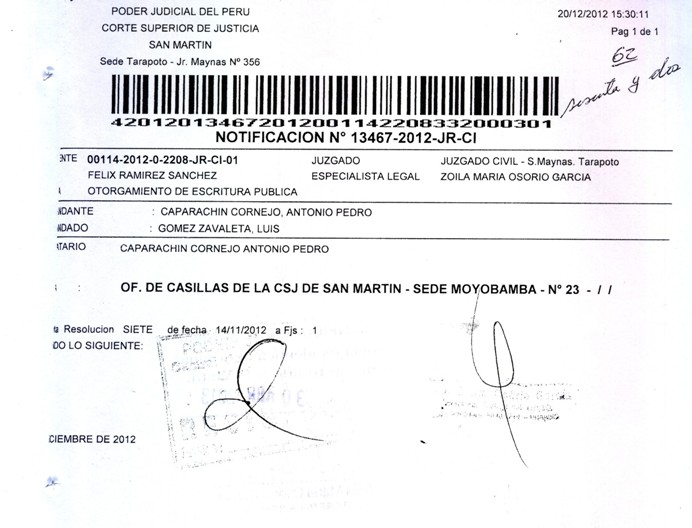 PODER JUDICIAL DEL PERU
CORTE SUPERIOR DE JUSTICIA
SAN MARTIN
Sede Tarapoto - Jr. Maynas Nº 356
20/12/2012 15:30:11
Pag 1 de 1
62
sesenta y dos
420120134672012001142208332000301
NOTIFICACION N° 13467-2012-JR-CI
NTE 00114-2012-0-2208-JR-CI-01 JUZGADO JUZGADO CIVIL - S.Maynas. Tarapoto
FELIX RAMIREZ SANCHEZ ESPECIALISTA LEGAL ZOILA MARIA OSORIO GARCIA
OTORGAMIENTO DE ESCRITURA PUBLICA
NDANTE : CAPARACHIN CORNEJO, ANTONIO PEDRO
NDADO : GOMEZ ZAVALETA, LUIS
TARIO CAPARACHIN CORNEJO ANTONIO PEDRO
: OF. DE CASILLAS DE LA CSJ DE SAN MARTIN - SEDE MOYOBAMBA - Nº 23 - / /
a Resolucion SIETE de fecha 14/11/2012 a Fjs : 1
DO LO SIGUIENTE:
CIEMBRE DE 2012